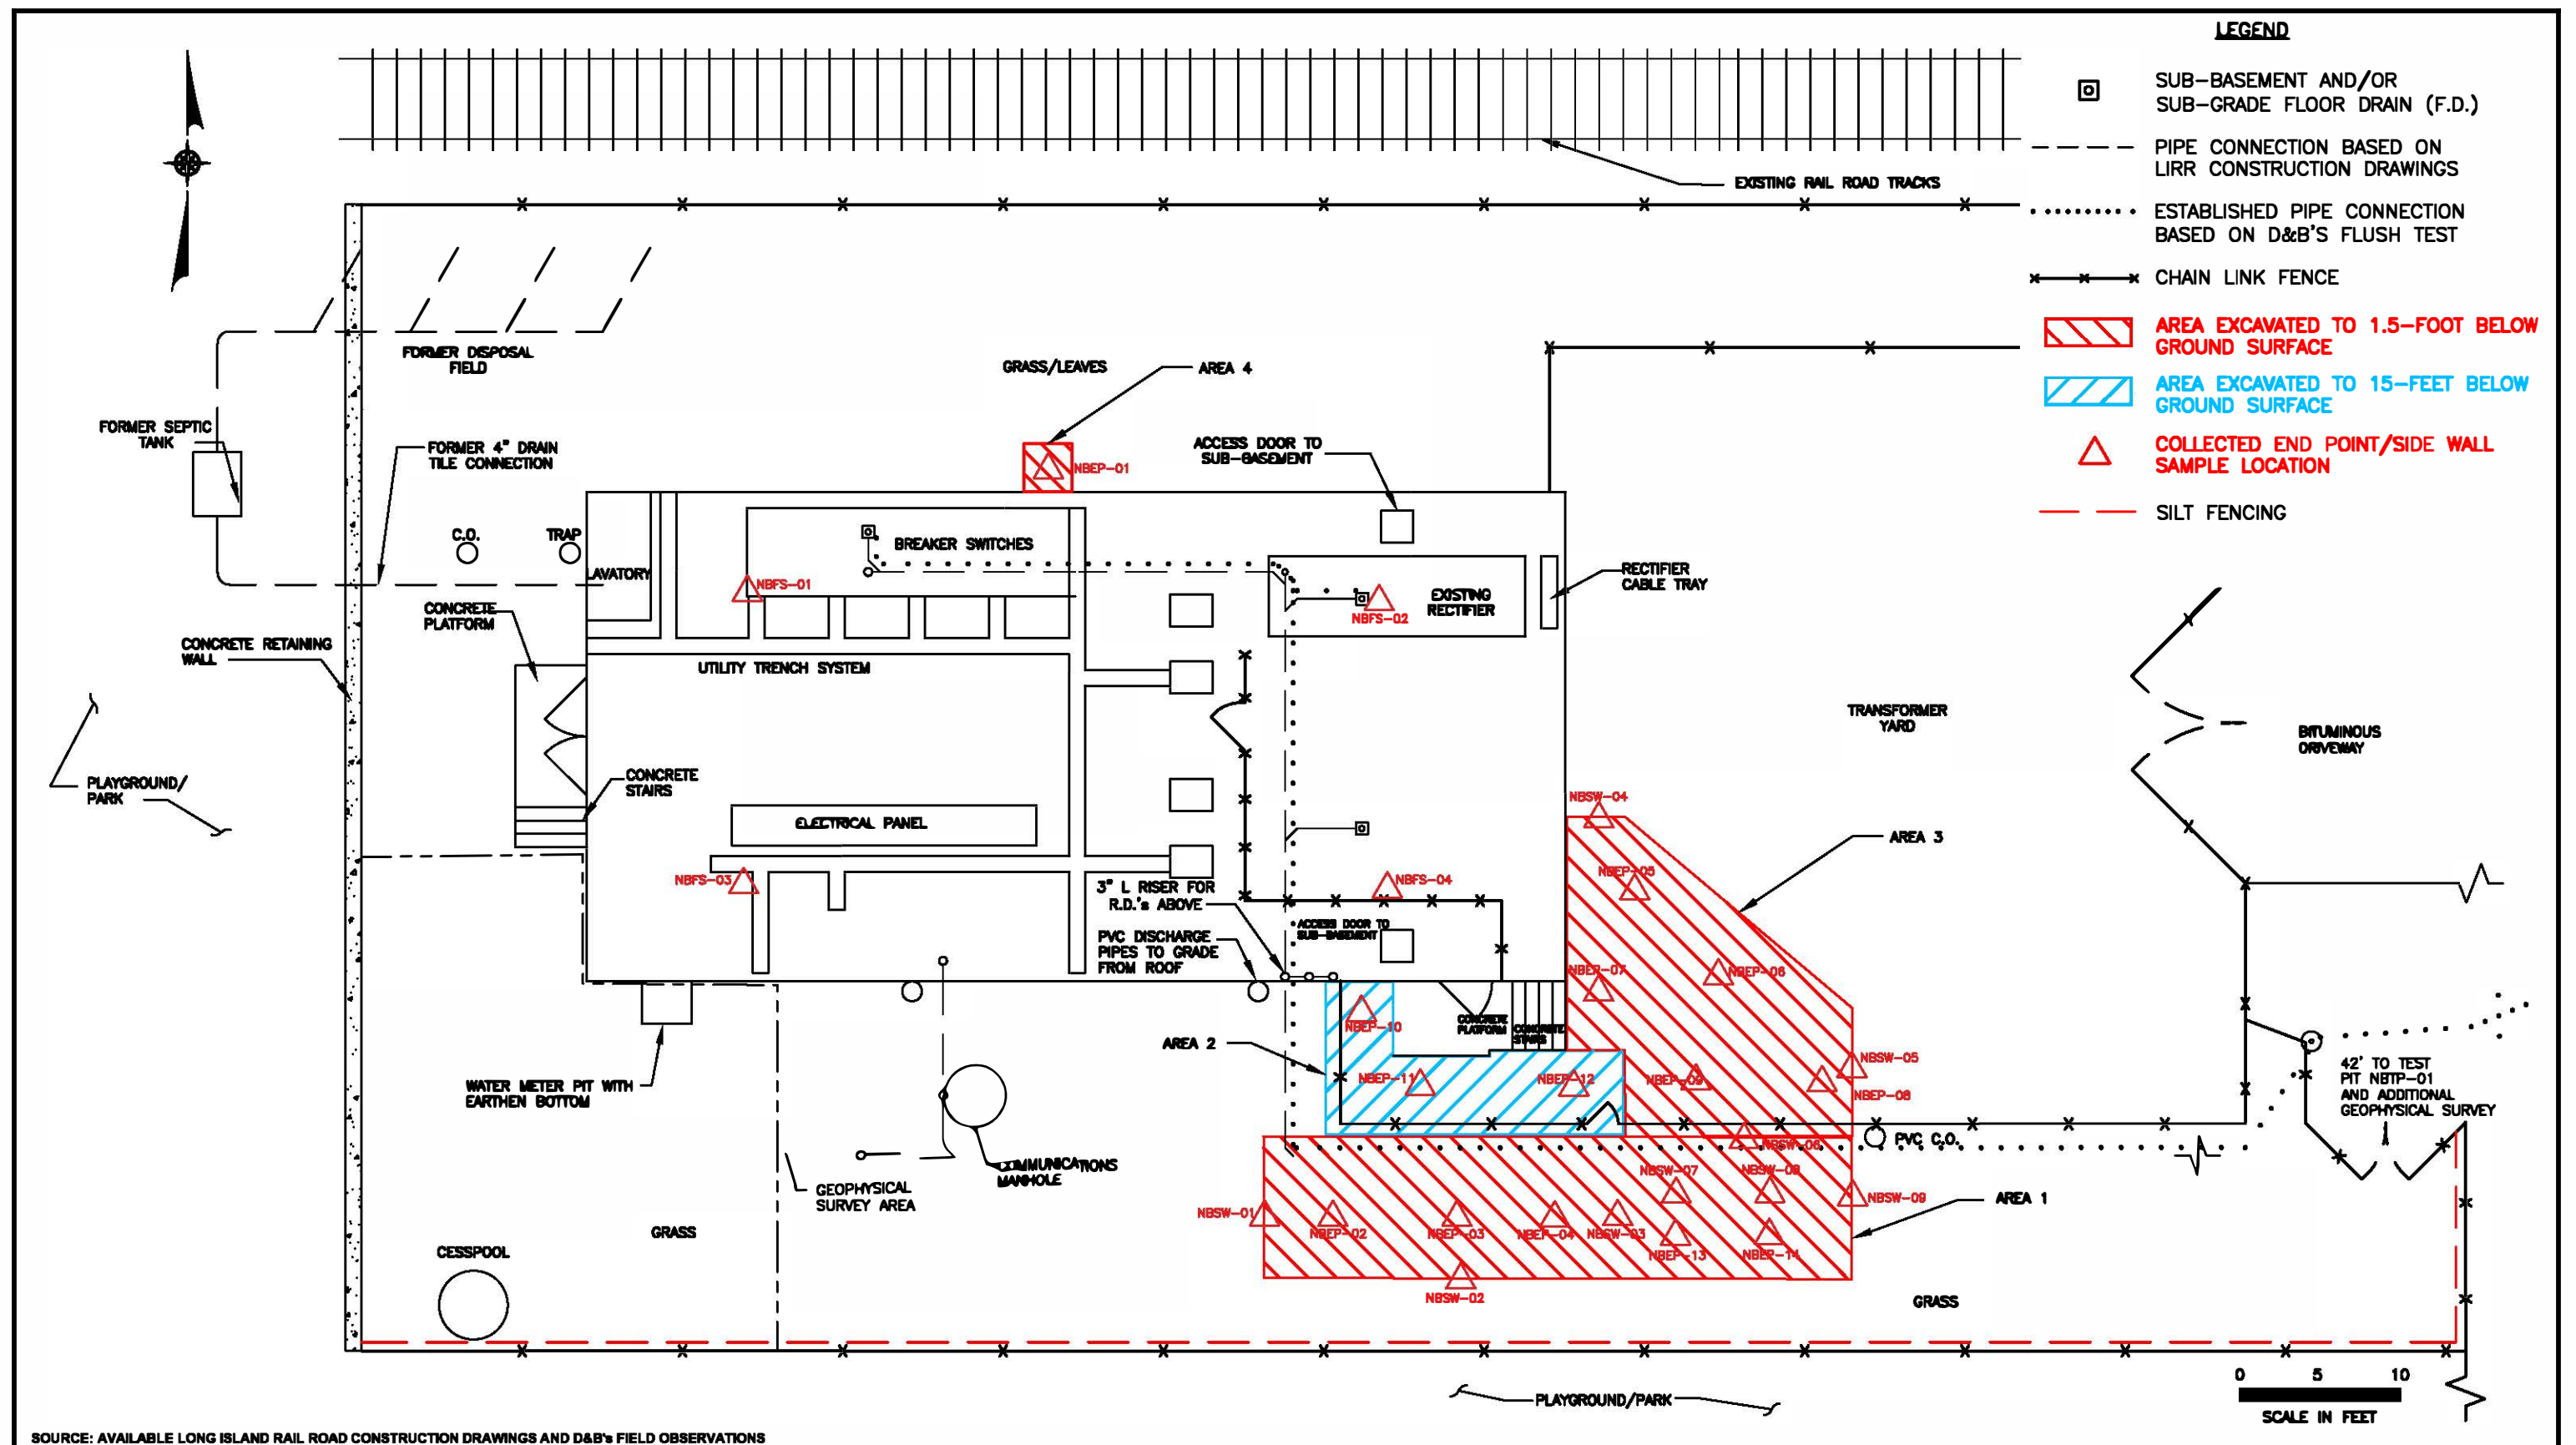 LEGEND
SUB-BASEMENT AND/OR
SUB-GRADE FLOOR DRAIN (F.D.)
PIPE CONNECTION BASED ON
LIRR CONSTRUCTION DRAWINGS
ESTABLISHED PIPE CONNECTION
BASED ON D&B'S FLUSH TEST
CHAIN LINK FENCE
AREA EXCAVATED TO 1.5-FOOT BELOW
GROUND SURFACE
AREA EXCAVATED TO 15-FEET BELOW
GROUND SURFACE
COLLECTED END POINT/SIDE WALL
SAMPLE LOCATION
SILT FENCING
EXISTING RAIL ROAD TRACKS
FORMER DISPOSAL
FIELD
GRASS/LEAVES
AREA 4
FORMER SEPTIC
TANK
FORMER 4" DRAIN
TILE CONNECTION
ACCESS DOOR TO
SUB-BASEMENT
NBEP-01
C.O.
TRAP
BREAKER SWITCHES
LAVATORY
NBFS-01
EXISTING
RECTIFIER
NBFS-02
RECTIFIER
CABLE TRAY
CONCRETE
PLATFORM
CONCRETE RETAINING
WALL
UTILITY TRENCH SYSTEM
TRANSFORMER
YARD
BITUMINOUS
DRIVEWAY
PLAYGROUND/
PARK
CONCRETE
STAIRS
ELECTRICAL PANEL
NBSW-04
AREA 3
NBEP-05
NBFS-03
3" L RISER FOR
R.D.'s ABOVE
NBFS-04
ACCESS DOOR TO
SUB-BASEMENT
PVC DISCHARGE
PIPES TO GRADE
FROM ROOF
NBEP-07
NBEP-06
NBEP-10
CONCRETE
PLATFORM
CONCRETE
STAIRS
AREA 2
NBEP-11
NBEP-12
NBEP-09
NBSW-05
NBEP-08
42' TO TEST
PIT NBTP-01
AND ADDITIONAL
GEOPHYSICAL SURVEY
WATER METER PIT WITH
EARTHEN BOTTOM
PVC C.O.
NBSW-06
COMMUNICATIONS
MANHOLE
GEOPHYSICAL
SURVEY AREA
NBSW-07
NBSW-08
NBSW-09
AREA 1
NBSW-01
NBEP-02
NBEP-03
NBEP-04
NBSW-03
NBEP-13
NBEP-14
GRASS
CESSPOOL
NBSW-02
GRASS
PLAYGROUND/PARK
0 5 10
SCALE IN FEET
SOURCE: AVAILABLE LONG ISLAND RAIL ROAD CONSTRUCTION DRAWINGS AND D&B's FIELD OBSERVATIONS